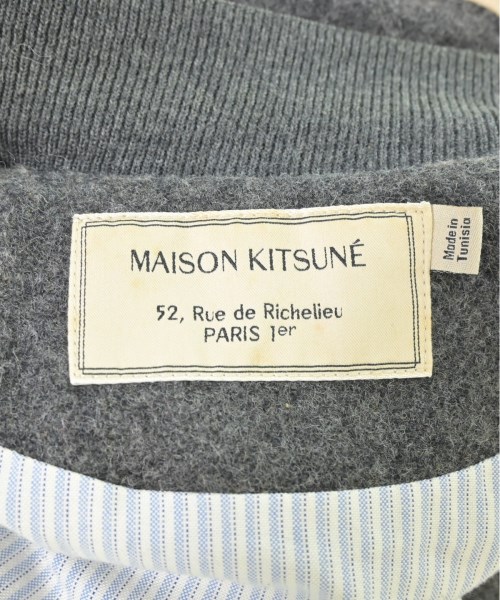 MAISON KITSUNÉ
52, Rue de Richelieu
PARIS 1er
Made in
Tunisia